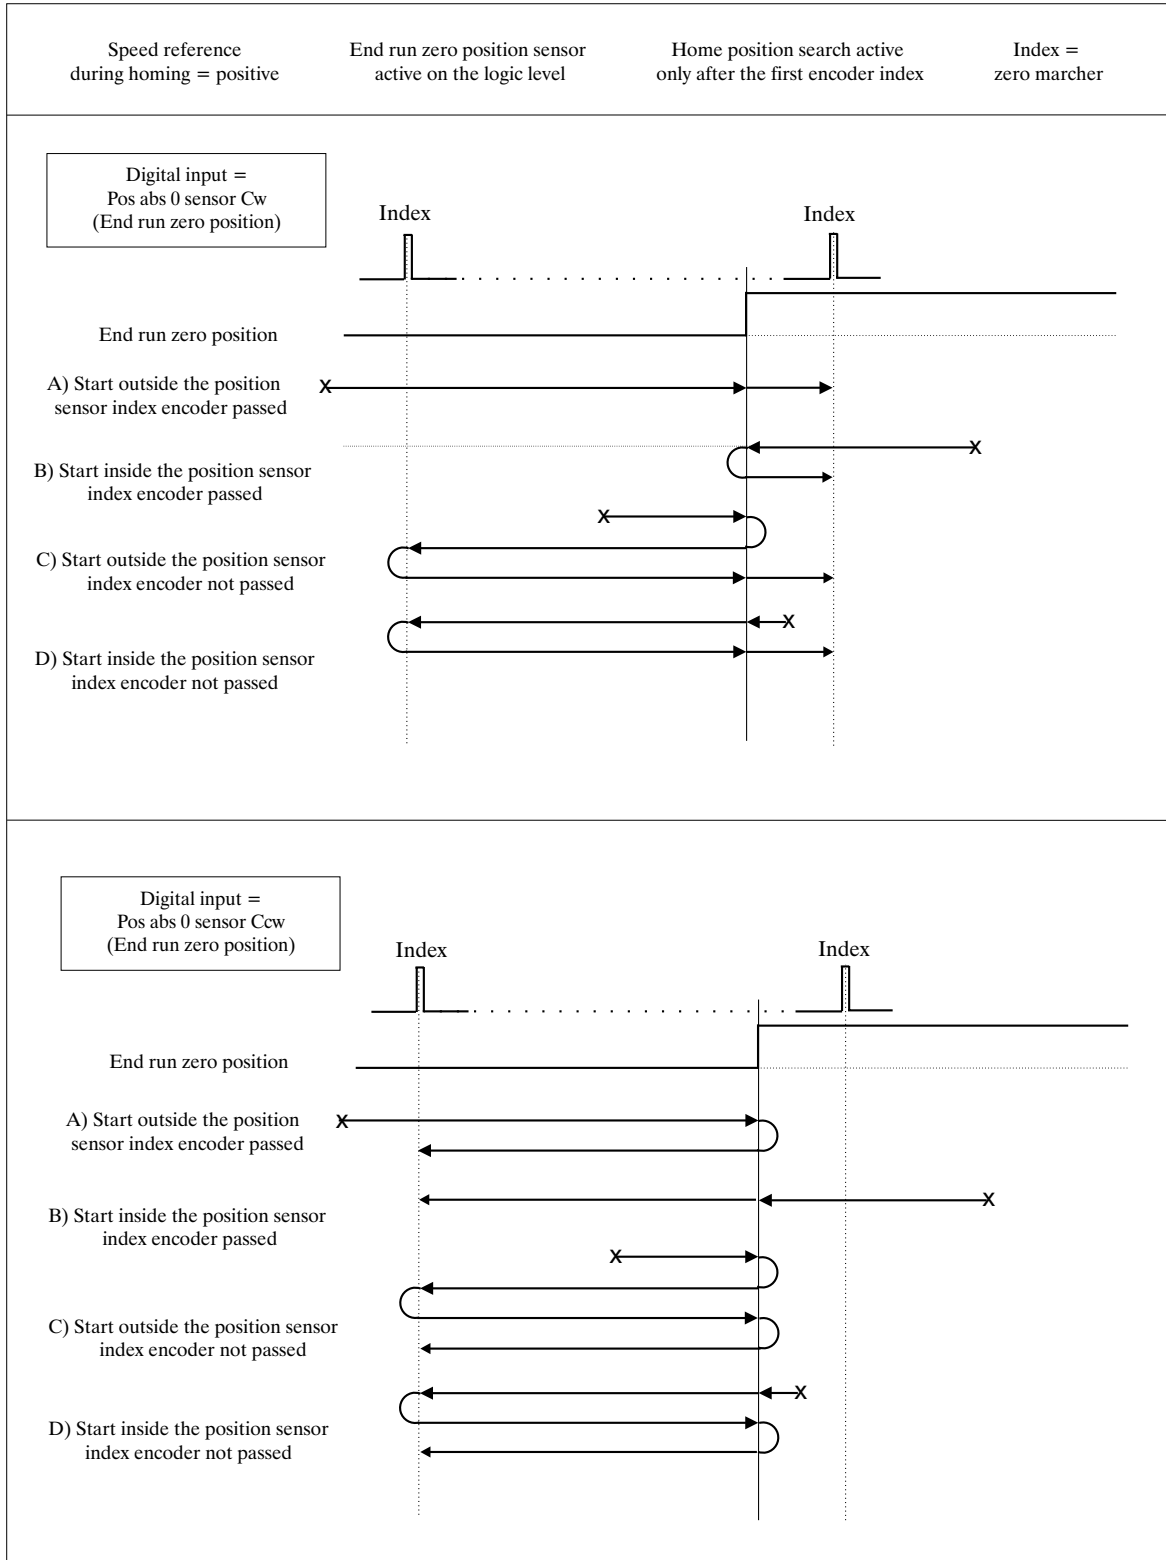 Speed reference
during homing = positive
End run zero position sensor
active on the logic level
Home position search active
only after the first encoder index
Index =
zero marcher
Digital input =
Pos abs 0 sensor Cw
(End run zero position)
Index
Index
End run zero position
A) Start outside the position
sensor index encoder passed
X
B) Start inside the position sensor
index encoder passed
X
C) Start outside the position sensor
index encoder not passed
X
D) Start inside the position sensor
index encoder not passed
X
Digital input =
Pos abs 0 sensor Ccw
(End run zero position)
Index
Index
End run zero position
A) Start outside the position
sensor index encoder passed
X
B) Start inside the position sensor
index encoder passed
X
C) Start outside the position sensor
index encoder not passed
X
D) Start inside the position sensor
index encoder not passed
X